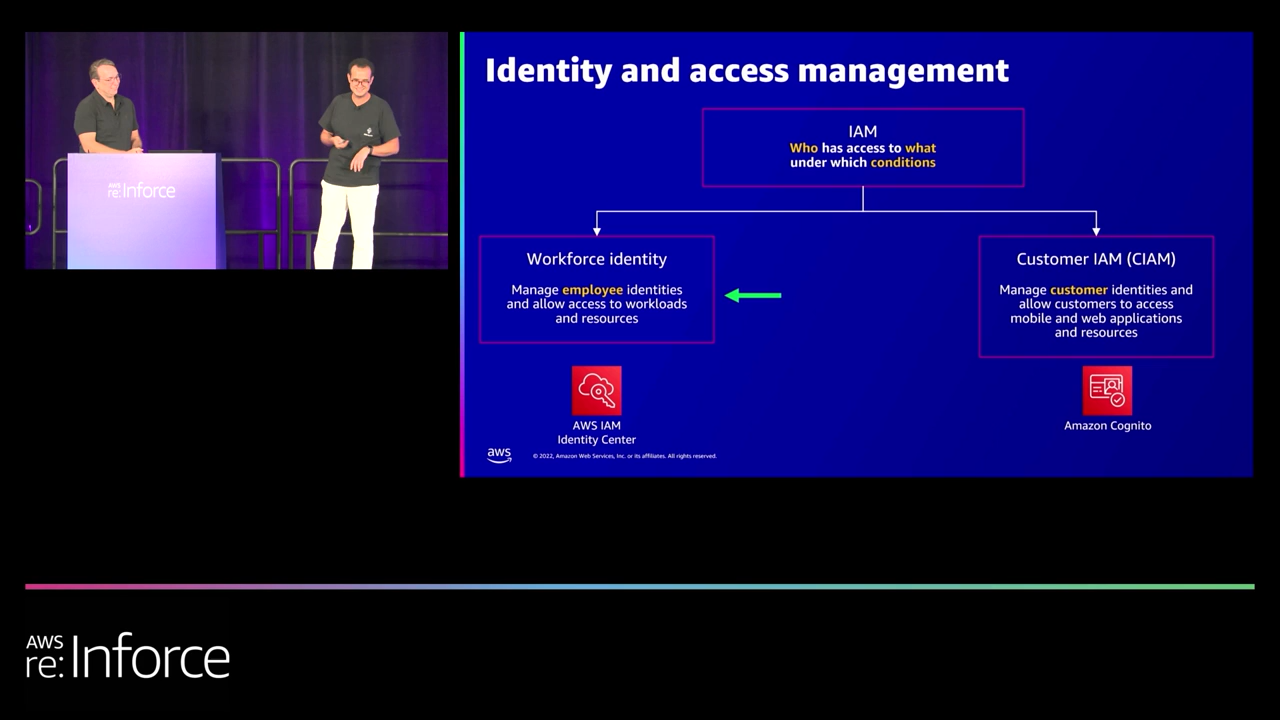 AWS
re:Inforce
Identity and access management
IAM
Who has access to what
under which conditions
Workforce identity
Manage employee identities
and allow access to workloads
and resources
Customer IAM (CIAM)
Manage customer identities and
allow customers to access
mobile and web applications
and resources
AWS IAM
Identity Center
Amazon Cognito
aws
© 2022, Amazon Web Services, Inc. or its affiliates. All rights reserved.
AWS
re:Inforce